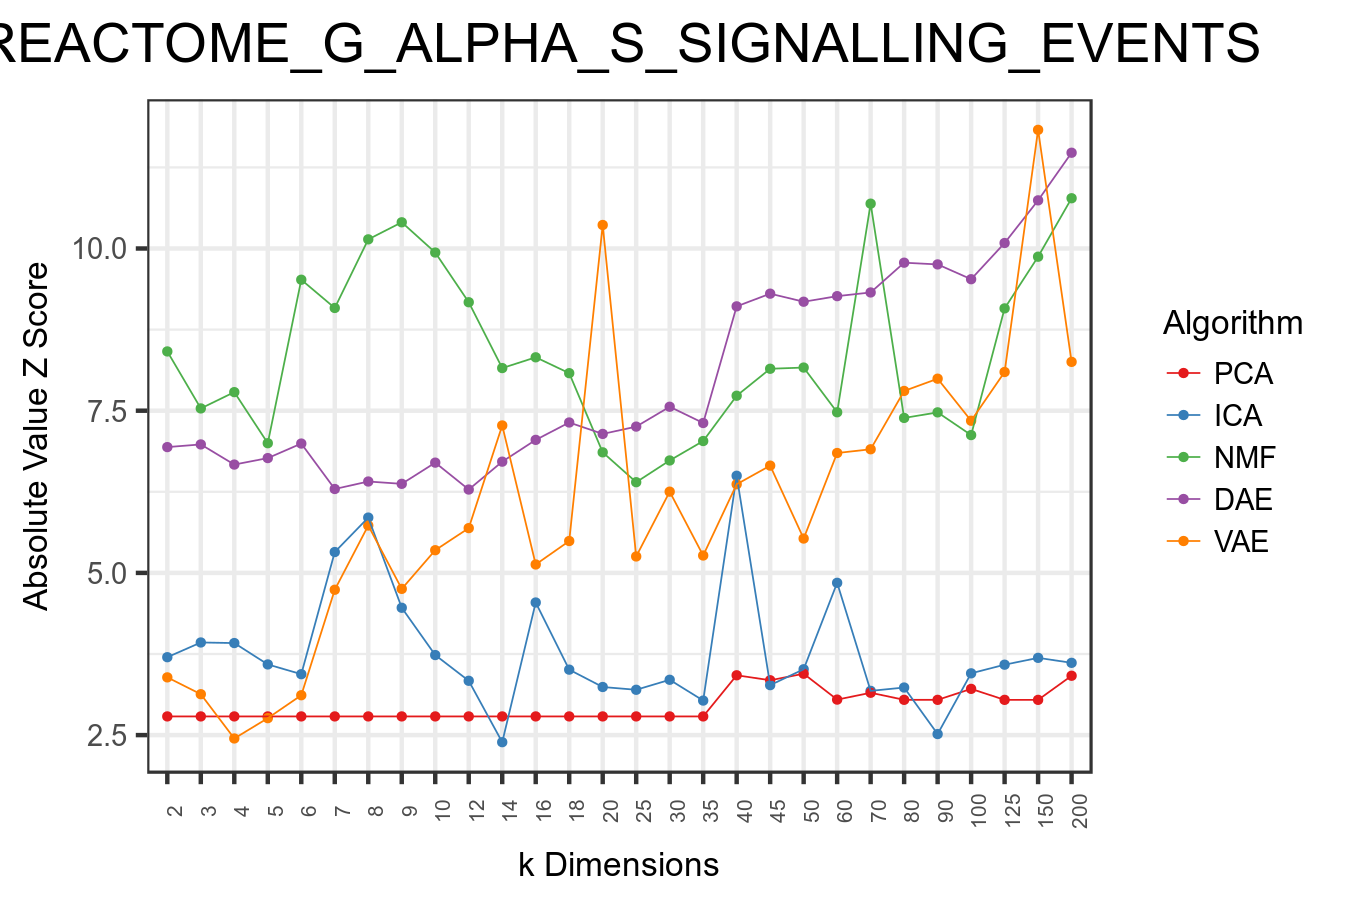 REACTOME_G_ALPHA_S_SIGNALLING_EVENTS
Absolute Value Z Score
10.0
7.5
5.0
2.5
2 3 4 5 6 7 8 9 10 12 14 16 18 20 25 30 35 40 45 50 60 70 80 90 100 125 150 200
k Dimensions
Algorithm
PCA
ICA
NMF
DAE
VAE